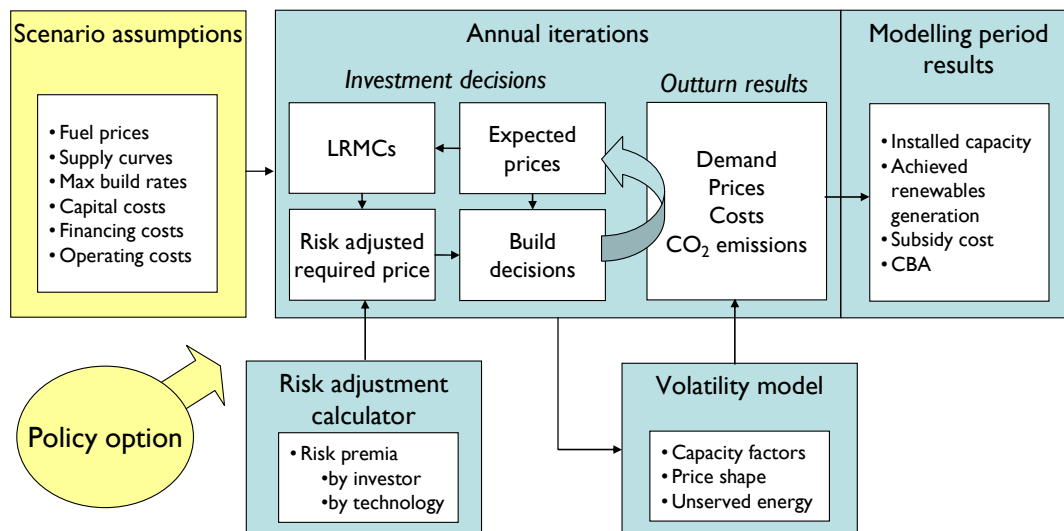 Scenario assumptions
• Fuel prices
• Supply curves
• Max build rates
• Capital costs
• Financing costs
• Operating costs
Annual iterations
Investment decisions
Outturn results
LRMCs
Expected
prices
Risk adjusted
required price
Build
decisions
Demand
Prices
Costs
CO₂ emissions
Modelling period
results
• Installed capacity
• Achieved
renewables
generation
• Subsidy cost
• CBA
Policy option
Risk adjustment
calculator
• Risk premia
•by investor
•by technology
Volatility model
• Capacity factors
• Price shape
• Unserved energy